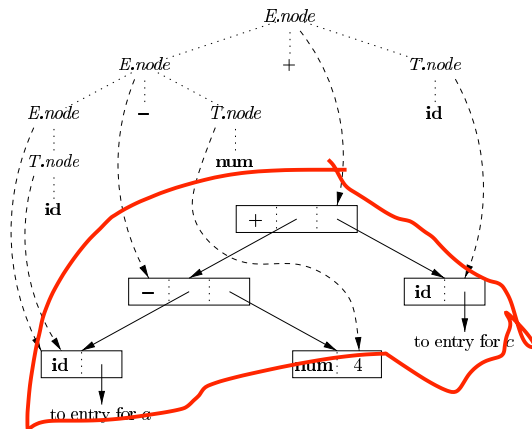 E.node
E.node + T.node
E.node − T.node id
T.node num
id
+
− id
to entry for c
id num 4
to entry for a